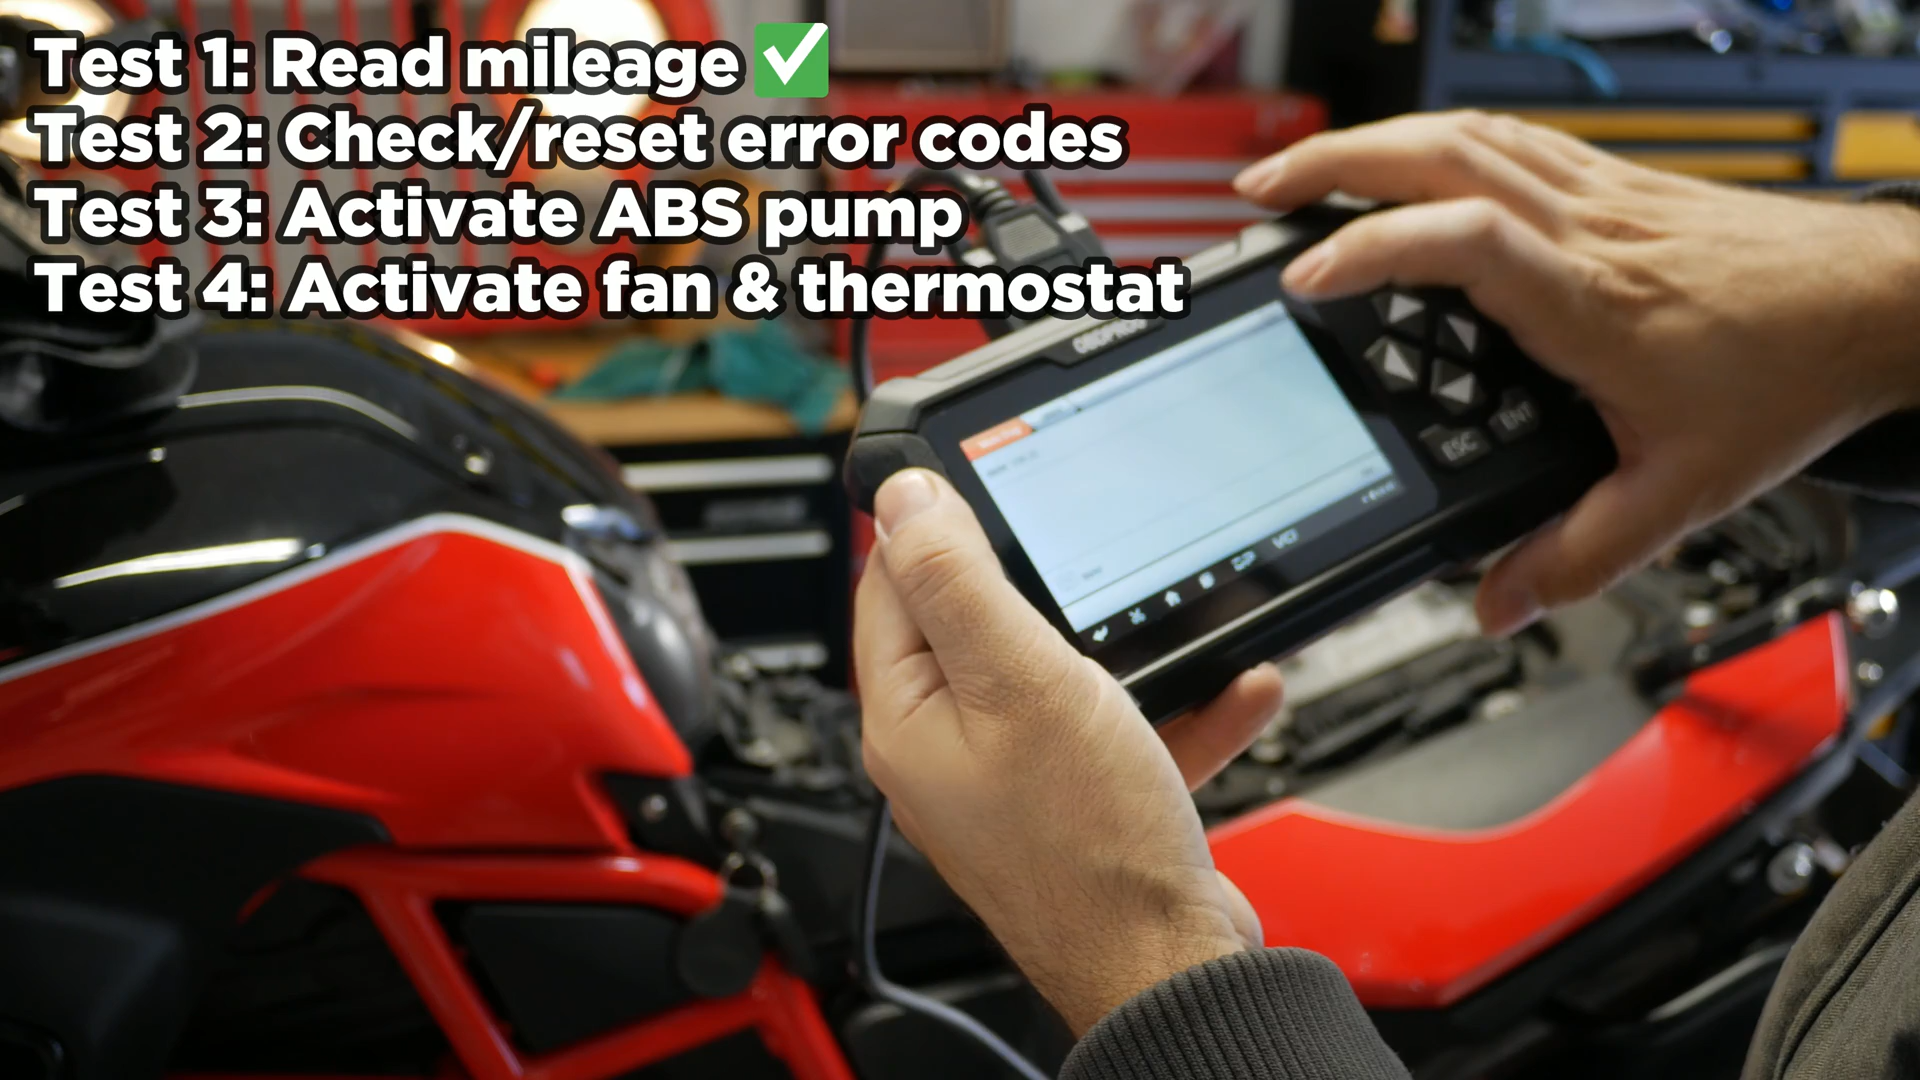 Test 1: Read mileage ✅
Test 2: Check/reset error codes
Test 3: Activate ABS pump
Test 4: Activate fan & thermostat
ESC
ENT
VCI